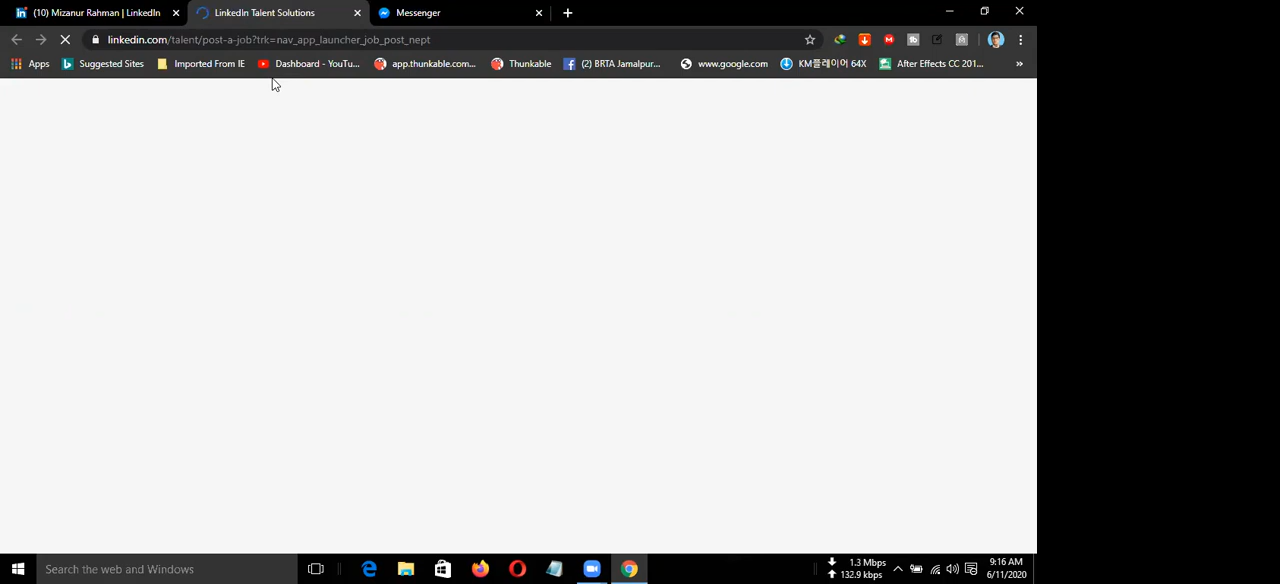 (10) Mizanur Rahman | LinkedIn
LinkedIn Talent Solutions
Messenger
linkedin.com/talent/post-a-job?trk=nav_app_launcher_job_post_nept
Apps
Suggested Sites
Imported From IE
Dashboard - YouTu...
app.thunkable.com...
Thunkable
(2) BRTA Jamalpur...
www.google.com
KM플레이어 64X
After Effects CC 201...
»
Search the web and Windows
1.3 Mbps
132.9 kbps
9:16 AM
6/11/2020